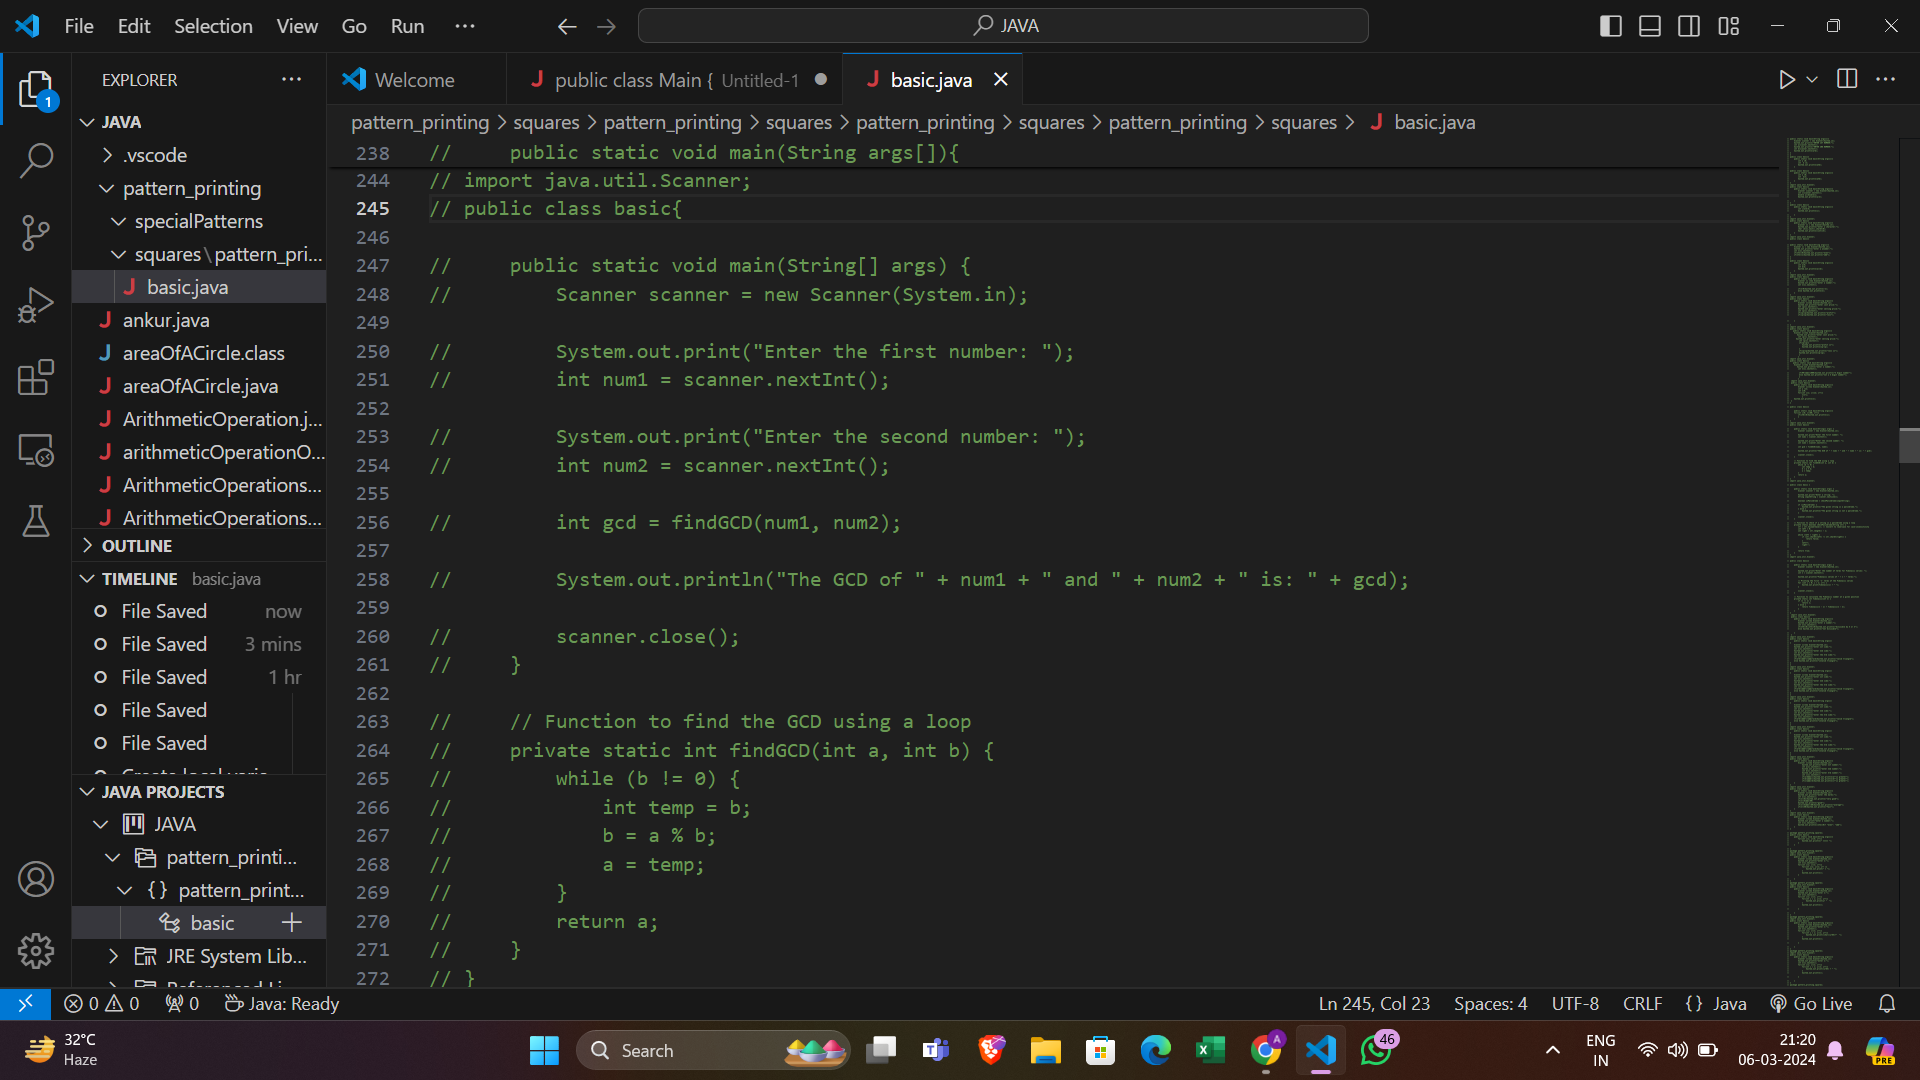 File Edit Selection View Go Run ··· JAVA
EXPLORER ···
Welcome
public class Main { Untitled-1
basic.java
JAVA
pattern_printing > squares > pattern_printing > squares > pattern_printing > squares > pattern_printing > squares > basic.java
.vscode
pattern_printing
specialPatterns
squares\pattern_pri...
basic.java
ankur.java
areaOfACircle.class
areaOfACircle.java
ArithmeticOperation.j...
arithmeticOperationO...
ArithmeticOperations...
ArithmeticOperations...
OUTLINE
TIMELINE basic.java
File Saved now
File Saved 3 mins
File Saved 1 hr
File Saved
File Saved
JAVA PROJECTS
JAVA
pattern_printi...
{} pattern_print...
basic
JRE System Lib...
238 //     public static void main(String args[]){
244 // import java.util.Scanner;
245 // public class basic{
246
247 //     public static void main(String[] args) {
248 //         Scanner scanner = new Scanner(System.in);
249
250 //         System.out.print("Enter the first number: ");
251 //         int num1 = scanner.nextInt();
252
253 //         System.out.print("Enter the second number: ");
254 //         int num2 = scanner.nextInt();
255
256 //         int gcd = findGCD(num1, num2);
257
258 //         System.out.println("The GCD of " + num1 + " and " + num2 + " is: " + gcd);
259
260 //         scanner.close();
261 //     }
262
263 //     // Function to find the GCD using a loop
264 //     private static int findGCD(int a, int b) {
265 //         while (b != 0) {
266 //             int temp = b;
267 //             b = a % b;
268 //             a = temp;
269 //         }
270 //         return a;
271 //     }
272 // }
1
0 0 0 Java: Ready Ln 245, Col 23 Spaces: 4 UTF-8 CRLF {} Java Go Live
32°C
Haze
Search
46
ENG
IN
21:20
06-03-2024
PRE